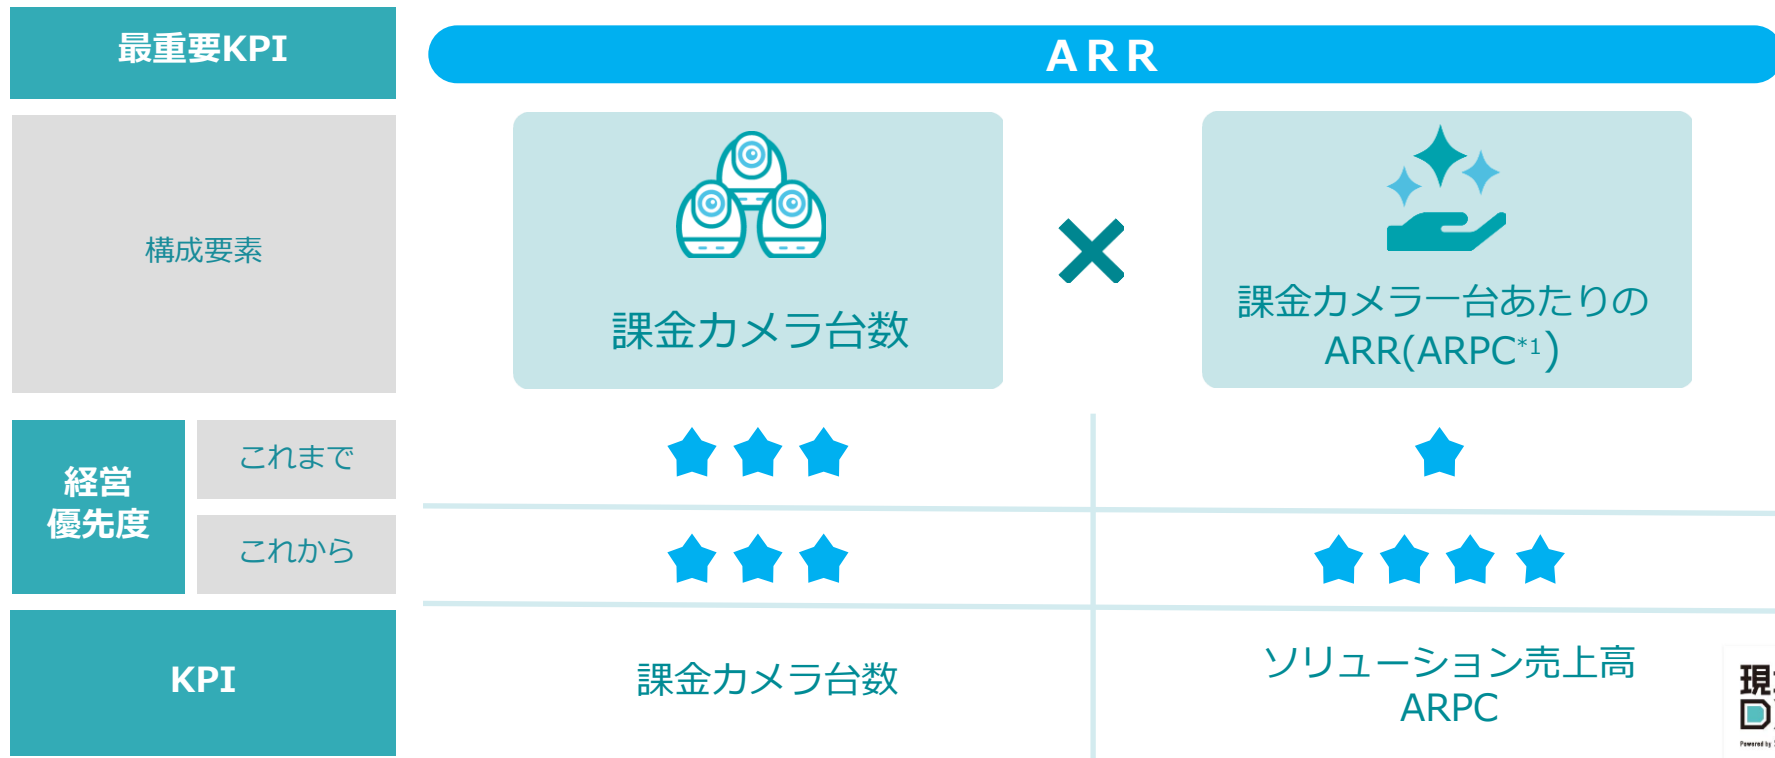 最重要KPI
ARR
構成要素
課金カメラ台数
課金カメラ一台あたりの
ARR(ARPC*1)
経営
優先度
これまで
これから
KPI
課金カメラ台数
ソリューション売上高
ARPC
現
D
Powered by